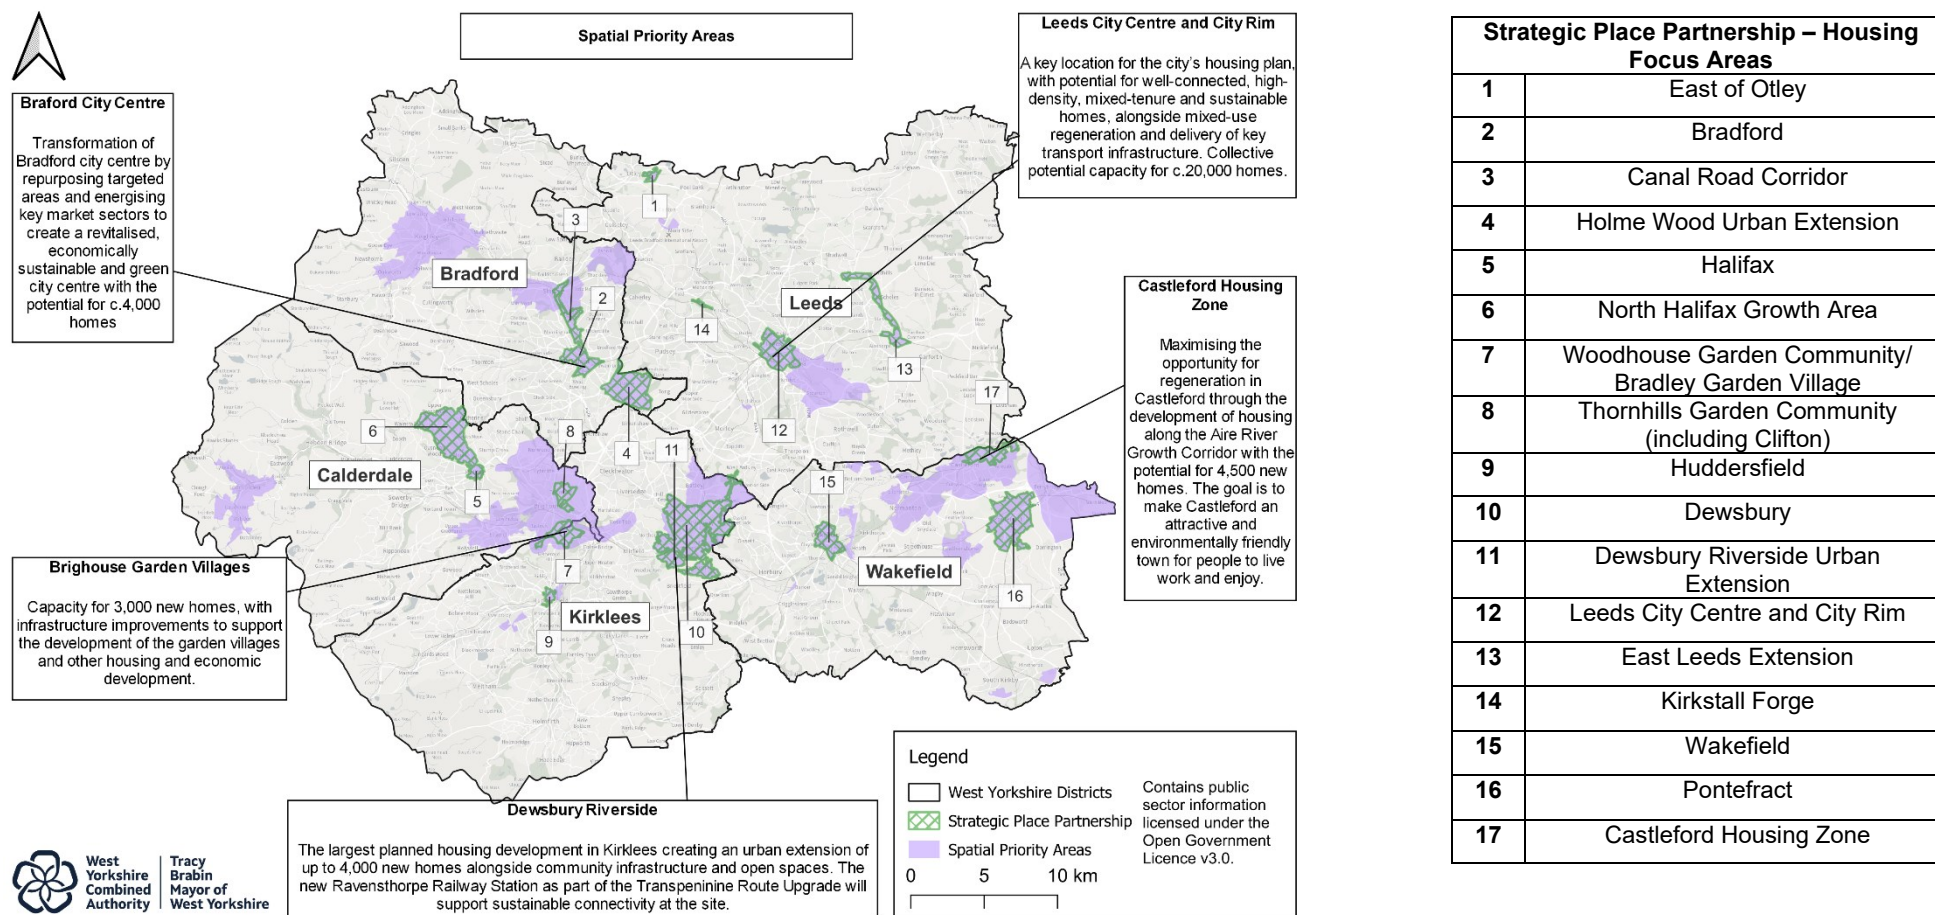 Spatial Priority Areas
Braford City Centre
Transformation of
Bradford city centre by
repurposing targeted
areas and energising
key market sectors to
create a revitalised,
economically
sustainable and green
city centre with the
potential for c.4,000
homes
Leeds City Centre and City Rim
A key location for the city's housing plan,
with potential for well-connected, high-
density, mixed-tenure and sustainable
homes, alongside mixed-use
regeneration and delivery of key
transport infrastructure. Collective
potential capacity for c.20,000 homes.
Castleford Housing
Zone
Maximising the
opportunity for
regeneration in
Castleford through the
development of housing
along the Aire River
Growth Corridor with the
potential for 4,500 new
homes. The goal is to
make Castleford an
attractive and
environmentally friendly
town for people to live
work and enjoy.
Brighouse Garden Villages
Capacity for 3,000 new homes, with
infrastructure improvements to support
the development of the garden villages
and other housing and economic
development.
Dewsbury Riverside
The largest planned housing development in Kirklees creating an urban extension of
up to 4,000 new homes alongside community infrastructure and open spaces. The
new Ravensthorpe Railway Station as part of the Transpeninine Route Upgrade will
support sustainable connectivity at the site.
1
3
Bradford
2
Leeds
14
13
17
6
8
12
4
11
Calderdale
5
15
7
Wakefield
16
Kirklees
9
10
Legend
West Yorkshire Districts
Strategic Place Partnership
Spatial Priority Areas
Contains public
sector information
licensed under the
Open Government
Licence v3.0.
0 5 10 km
West
Yorkshire
Combined
Authority
Tracy
Brabin
Mayor of
West Yorkshire
Strategic Place Partnership – Housing
Focus Areas
1 East of Otley
2 Bradford
3 Canal Road Corridor
4 Holme Wood Urban Extension
5 Halifax
6 North Halifax Growth Area
7 Woodhouse Garden Community/
Bradley Garden Village
8 Thornhills Garden Community
(including Clifton)
9 Huddersfield
10 Dewsbury
11 Dewsbury Riverside Urban
Extension
12 Leeds City Centre and City Rim
13 East Leeds Extension
14 Kirkstall Forge
15 Wakefield
16 Pontefract
17 Castleford Housing Zone